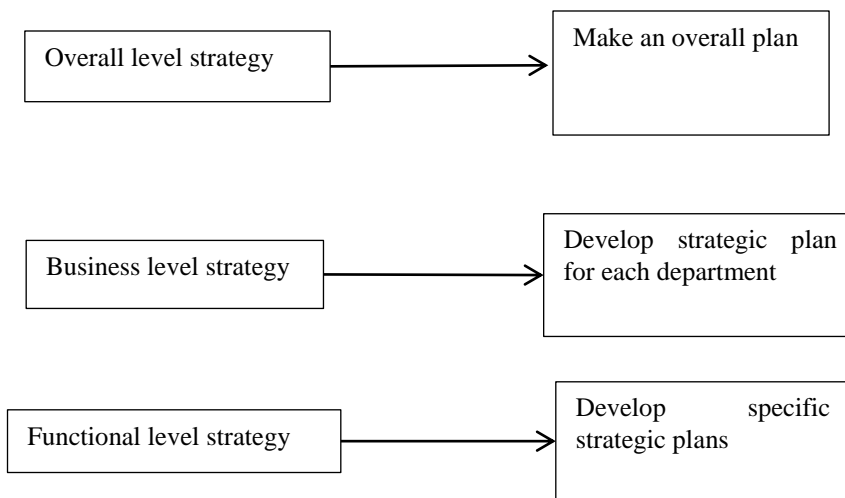 Overall level strategy
Make an overall plan
Business level strategy
Develop strategic plan
for each department
Functional level strategy
Develop specific
strategic plans